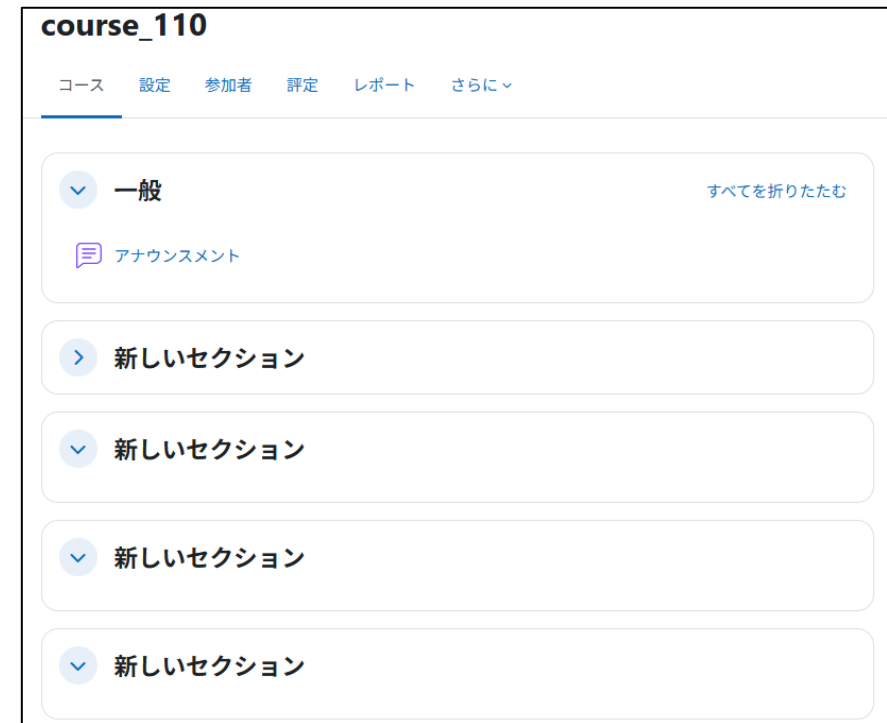 course_110
コース 設定 参加者 評定 レポート さらに
一般 すべてを折りたたむ
アナウンスメント
新しいセクション
新しいセクション
新しいセクション
新しいセクション